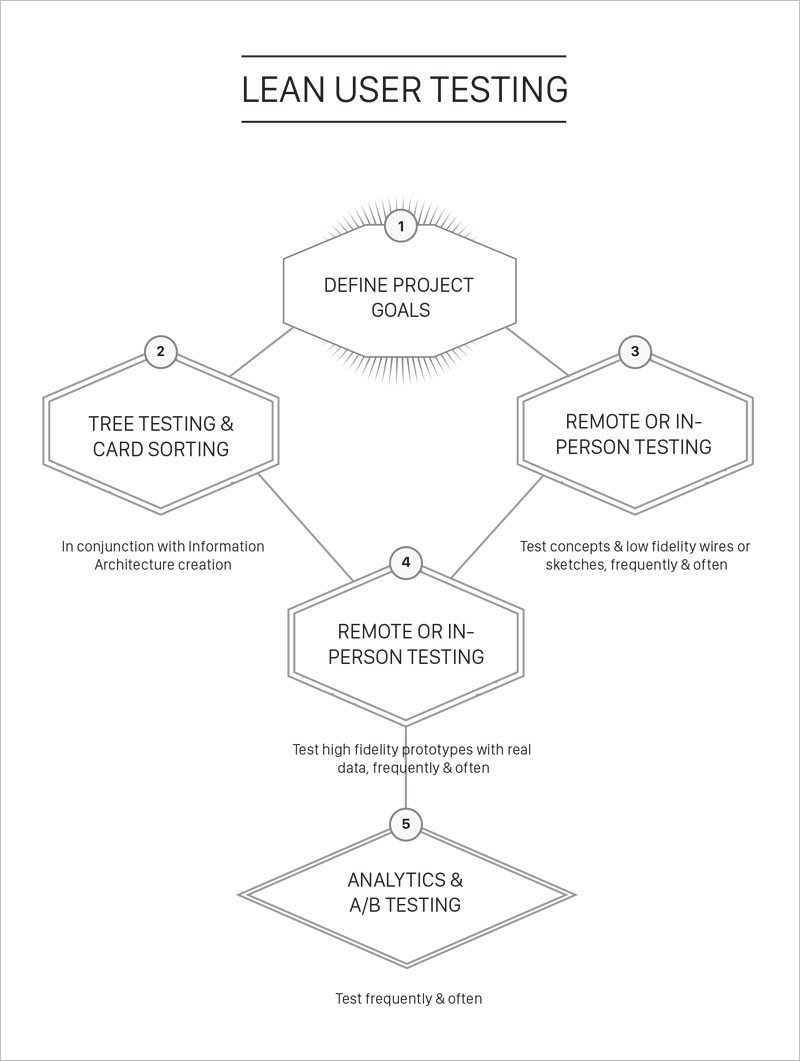 LEAN USER TESTING
1
DEFINE PROJECT
GOALS
2
TREE TESTING &
CARD SORTING
In conjunction with Information
Architecture creation
3
REMOTE OR IN-
PERSON TESTING
Test concepts & low fidelity wires or
sketches, frequently & often
4
REMOTE OR IN-
PERSON TESTING
Test high fidelity prototypes with real
data, frequently & often
5
ANALYTICS &
A/B TESTING
Test frequently & often